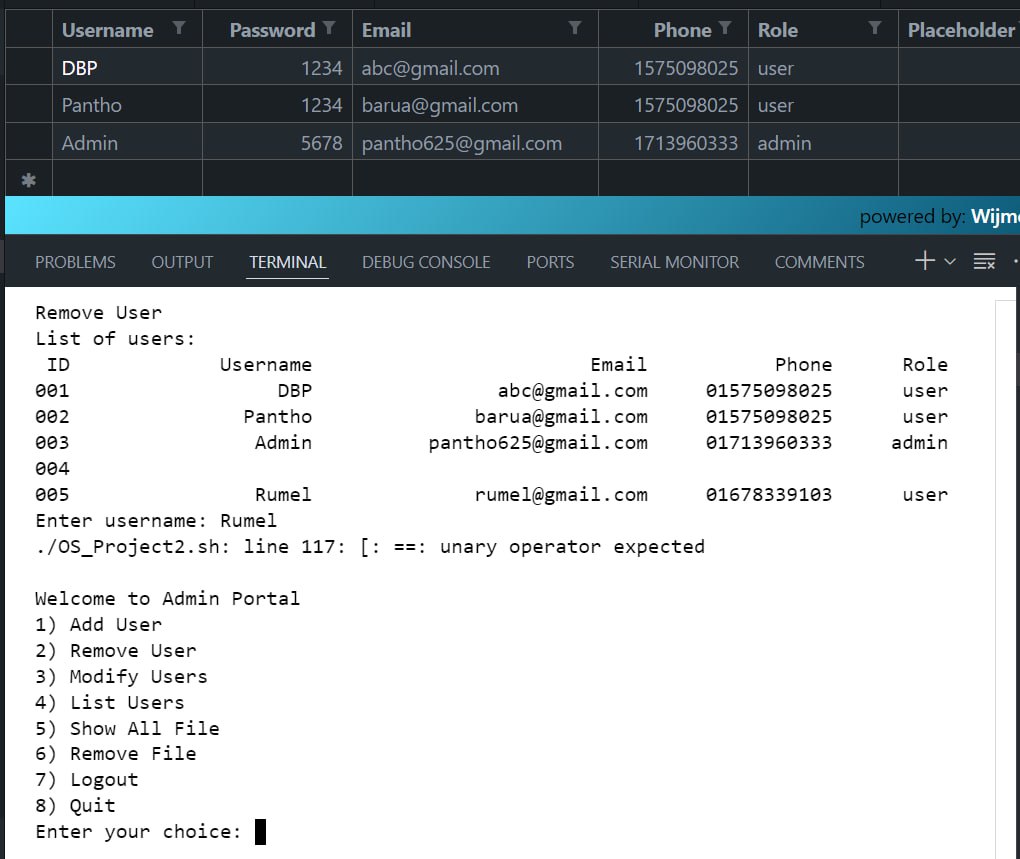 Username Password Email Phone Role Placeholder
DBP 1234 abc@gmail.com 1575098025 user
Pantho 1234 barua@gmail.com 1575098025 user
Admin 5678 pantho625@gmail.com 1713960333 admin
✱
powered by: Wijm
PROBLEMS OUTPUT TERMINAL DEBUG CONSOLE PORTS SERIAL MONITOR COMMENTS
Remove User
List of users:
ID Username Email Phone Role
001 DBP abc@gmail.com 01575098025 user
002 Pantho barua@gmail.com 01575098025 user
003 Admin pantho625@gmail.com 01713960333 admin
004
005 Rumel rumel@gmail.com 01678339103 user
Enter username: Rumel
./OS_Project2.sh: line 117: [: ==: unary operator expected
Welcome to Admin Portal
1) Add User
2) Remove User
3) Modify Users
4) List Users
5) Show All File
6) Remove File
7) Logout
8) Quit
Enter your choice: